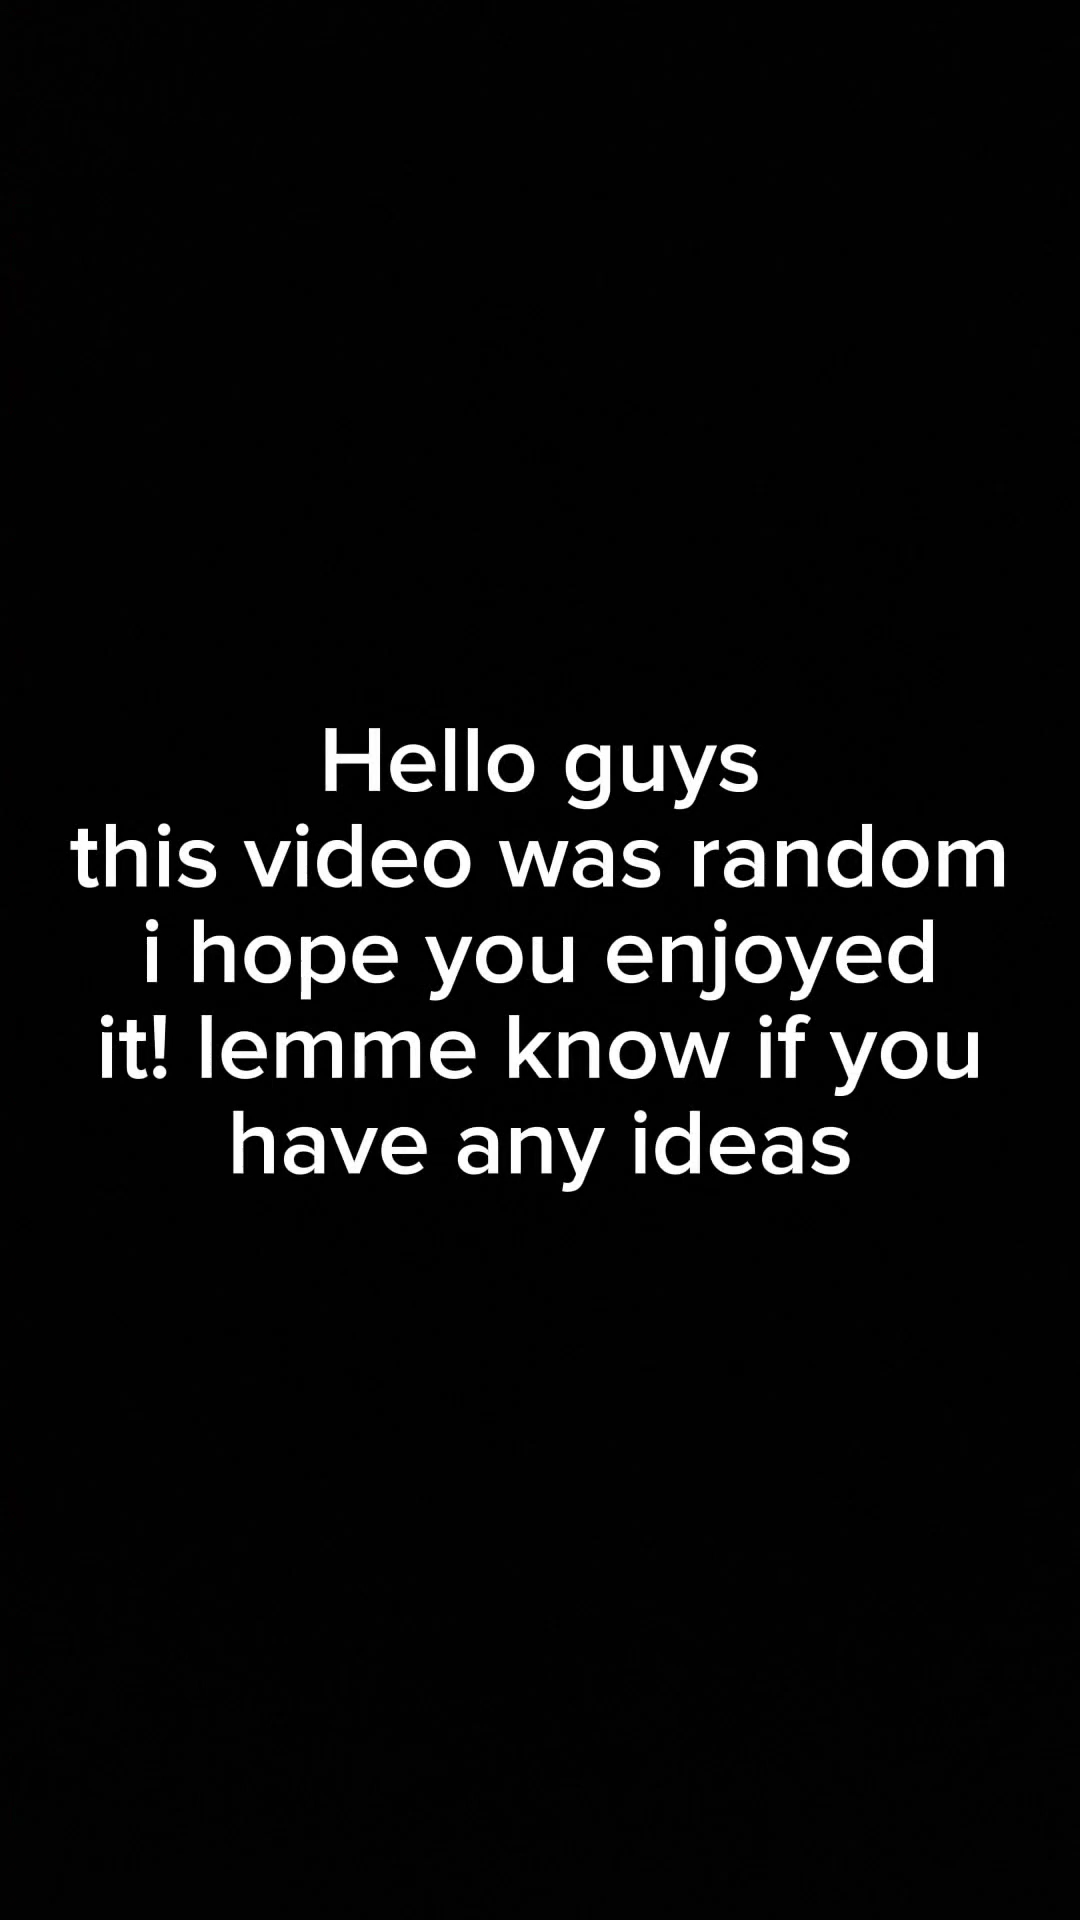 Hello guys
this video was random
i hope you enjoyed
it! lemme know if you
have any ideas